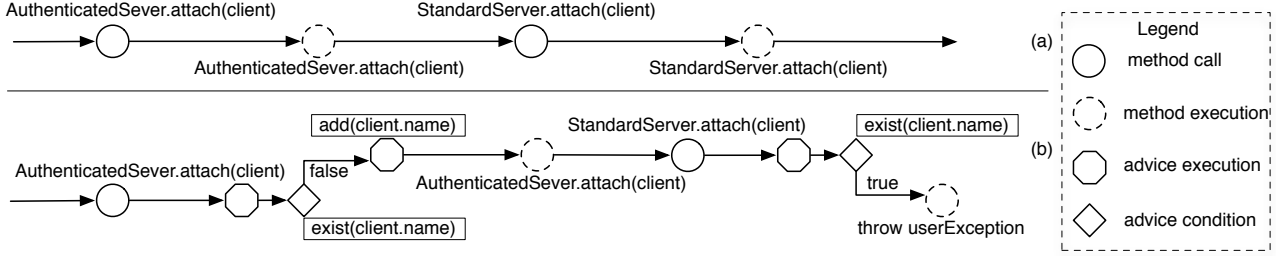 AuthenticatedSever.attach(client)
StandardServer.attach(client)
AuthenticatedSever.attach(client)
StandardServer.attach(client)
(a)
add(client.name)
StandardServer.attach(client)
exist(client.name)
AuthenticatedSever.attach(client)
false
AuthenticatedSever.attach(client)
true
exist(client.name)
throw userException
(b)
Legend
method call
method execution
advice execution
advice condition